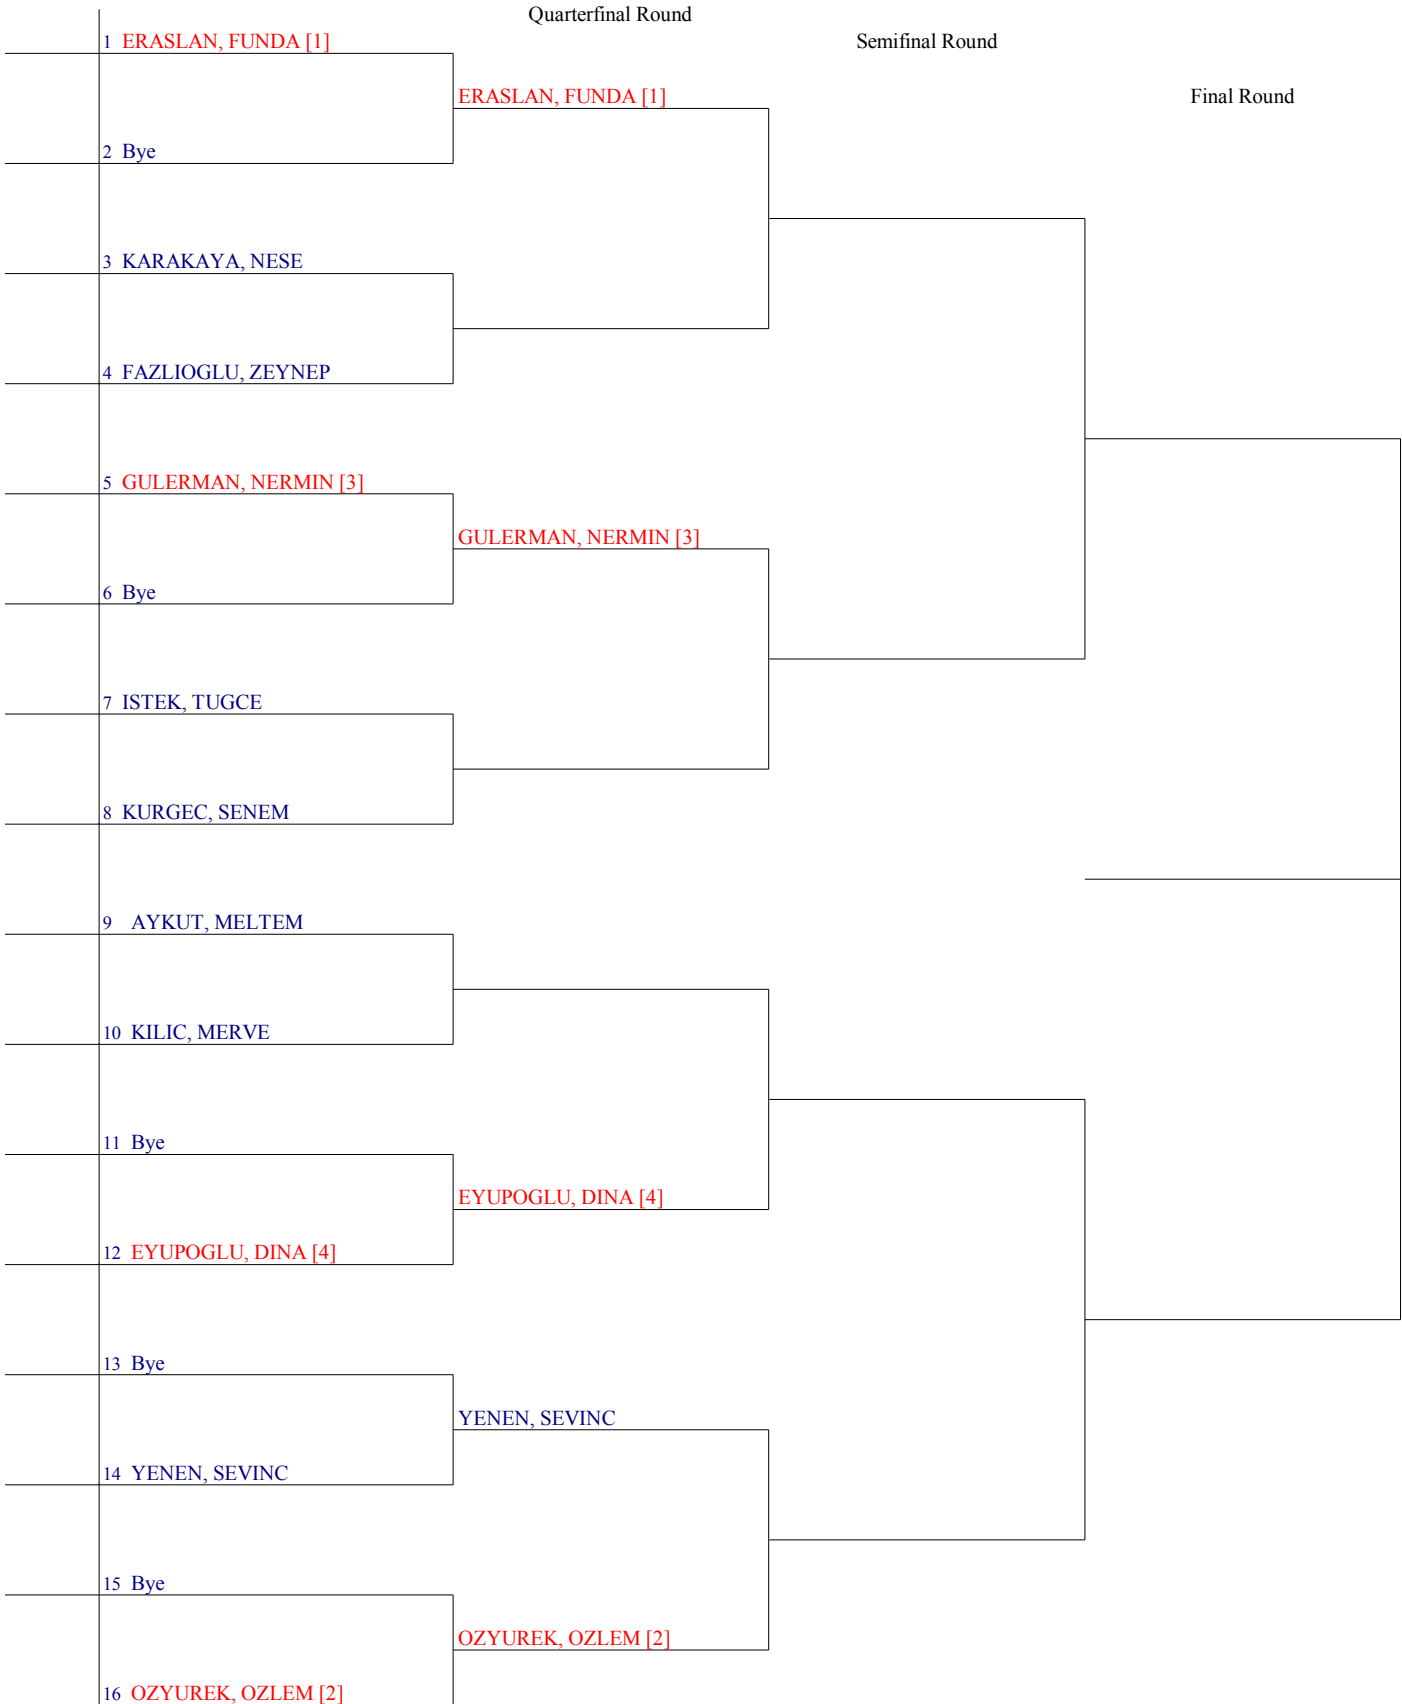 Quarterfinal Round
1 ERASLAN, FUNDA [1]
Semifinal Round
ERASLAN, FUNDA [1]
Final Round
2 Bye
3 KARAKAYA, NESE
4 FAZLIOGLU, ZEYNEP
5 GULERMAN, NERMIN [3]
GULERMAN, NERMIN [3]
6 Bye
7 ISTEK, TUGCE
8 KURGEC, SENEM
9 AYKUT, MELTEM
10 KILIC, MERVE
11 Bye
EYUPOGLU, DINA [4]
12 EYUPOGLU, DINA [4]
13 Bye
YENEN, SEVINC
14 YENEN, SEVINC
15 Bye
OZYUREK, OZLEM [2]
16 OZYUREK, OZLEM [2]